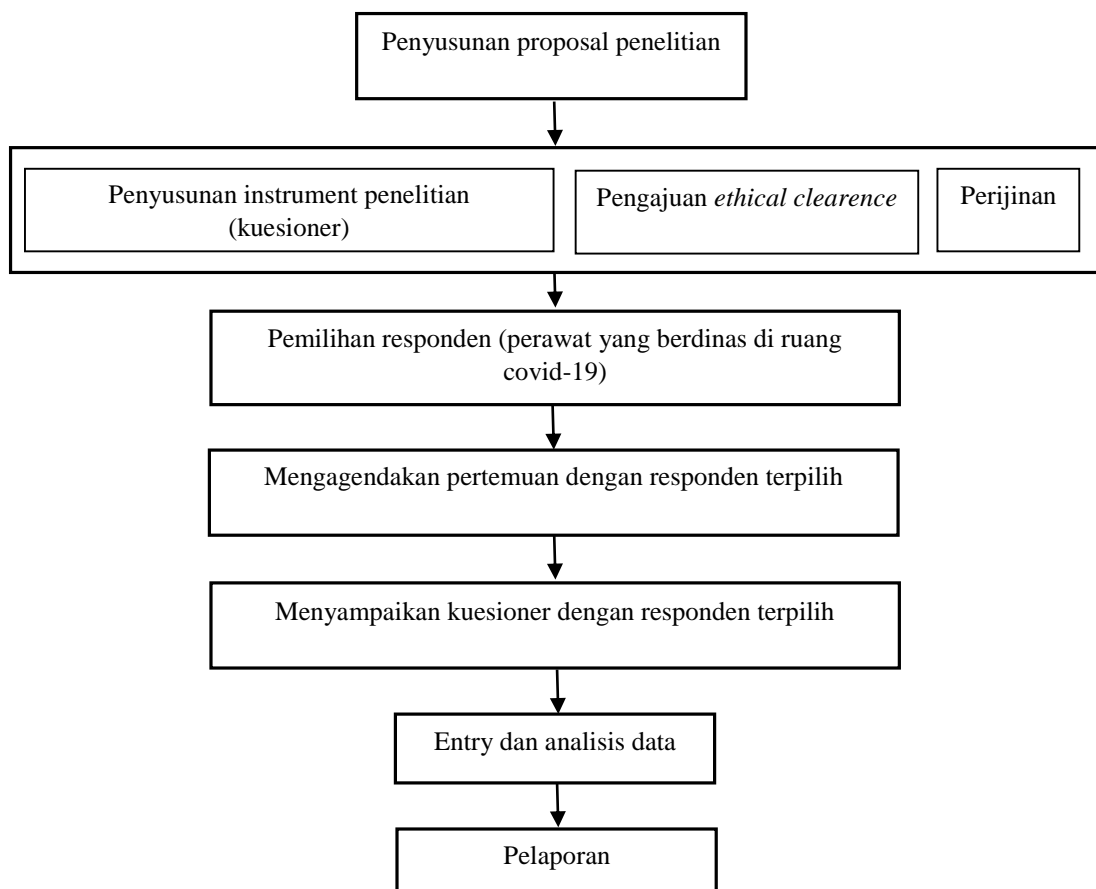 Penyusunan proposal penelitian
Penyusunan instrument penelitian
(kuesioner)
Pengajuan ethical clearence
Perijinan
Pemilihan responden (perawat yang berdinas di ruang
covid-19)
Mengagendakan pertemuan dengan responden terpilih
Menyampaikan kuesioner dengan responden terpilih
Entry dan analisis data
Pelaporan